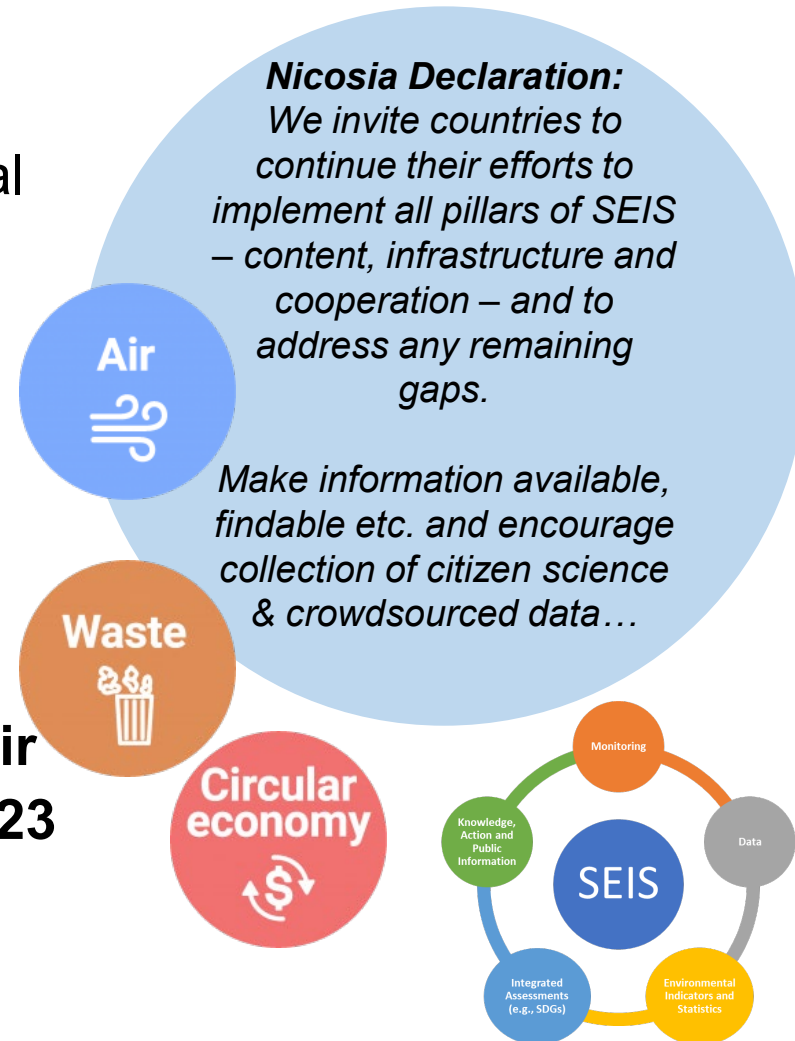 Nicosia Declaration:
We invite countries to
continue their efforts to
implement all pillars of SEIS
– content, infrastructure and
cooperation – and to
address any remaining
gaps.
Make information available,
findable etc. and encourage
collection of citizen science
& crowdsourced data…
al
Air
Waste
ir
23
Circular
economy
Monitoring
Data
Environmental
Indicators and
Statistics
Integrated
Assessments
(e.g., SDGs)
Knowledge,
Action and
Public
Information
SEIS